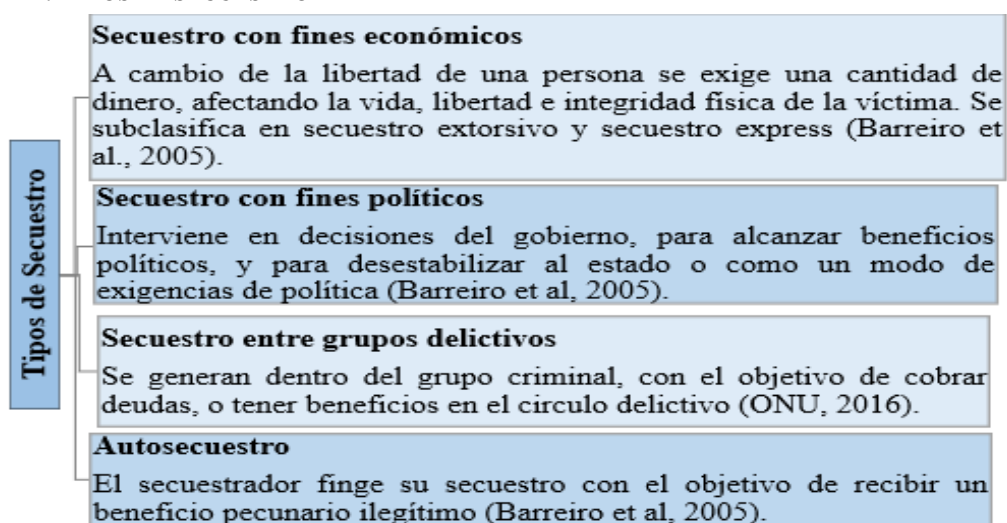 Tipos de Secuestro
Secuestro con fines económicos
A cambio de la libertad de una persona se exige una cantidad de
dinero, afectando la vida, libertad e integridad física de la víctima. Se
subclasifica en secuestro extorsivo y secuestro express (Barreiro et
al., 2005).
Secuestro con fines políticos
Interviene en decisiones del gobierno, para alcanzar beneficios
políticos, y para desestabilizar al estado o como un modo de
exigencias de política (Barreiro et al, 2005).
Secuestro entre grupos delictivos
Se generan dentro del grupo criminal, con el objetivo de cobrar
deudas, o tener beneficios en el circulo delictivo (ONU, 2016).
Autosecuestro
El secuestrador finge su secuestro con el objetivo de recibir un
beneficio pecunario ilegítimo (Barreiro et al, 2005).